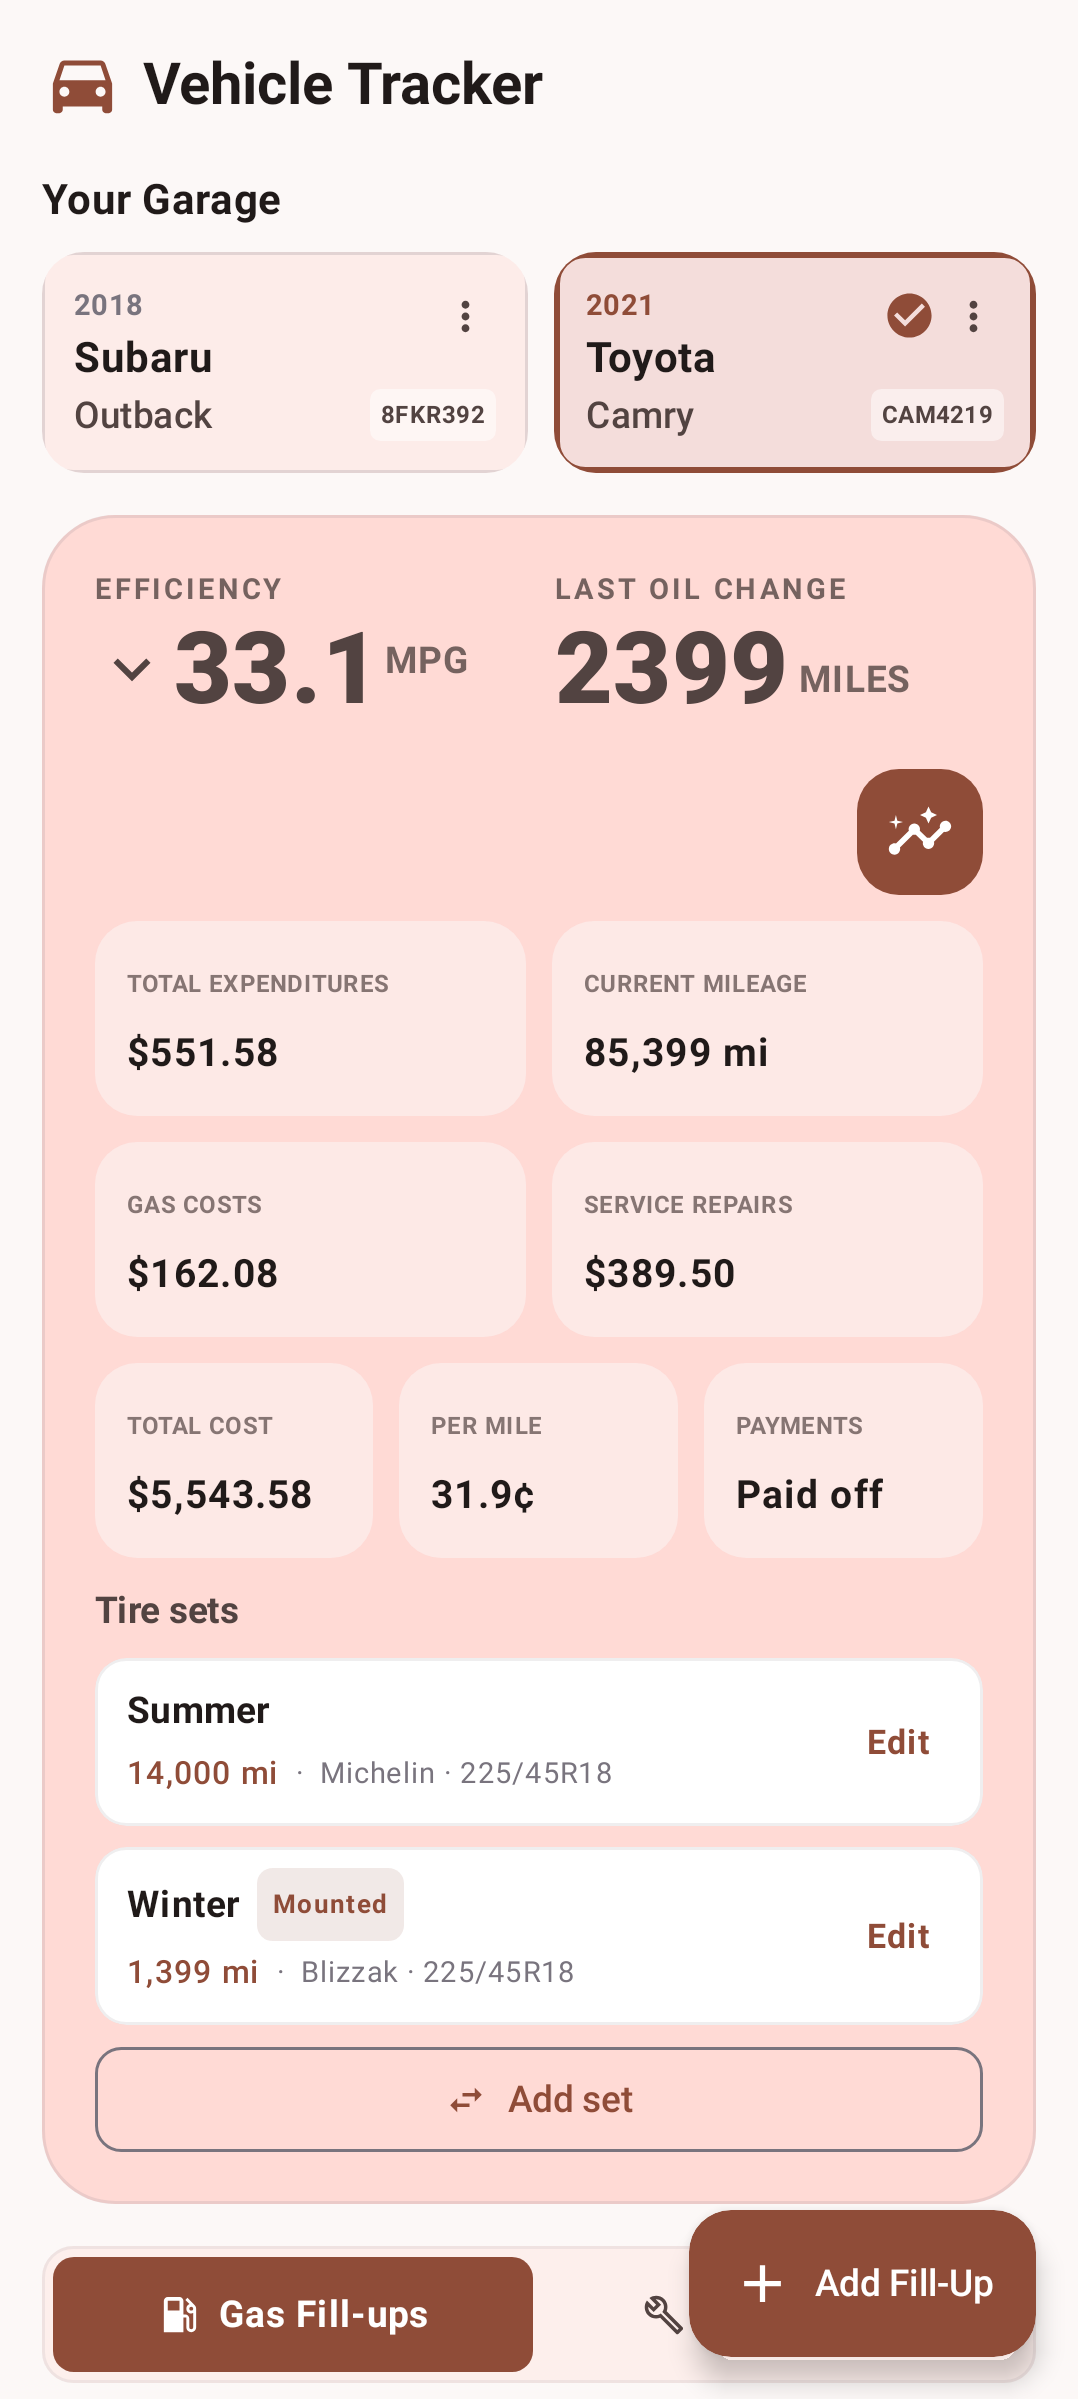 Vehicle Tracker
Your Garage
2018
Subaru
Outback
8FKR392
2021
Toyota
Camry
CAM4219
EFFICIENCY
33.1 MPG
LAST OIL CHANGE
2399 MILES
TOTAL EXPENDITURES
$551.58
CURRENT MILEAGE
85,399 mi
GAS COSTS
$162.08
SERVICE REPAIRS
$389.50
TOTAL COST
$5,543.58
PER MILE
31.9¢
PAYMENTS
Paid off
Tire sets
Summer
14,000 mi · Michelin · 225/45R18
Edit
Winter
Mounted
1,399 mi · Blizzak · 225/45R18
Edit
Add set
Gas Fill-ups
Add Fill-Up